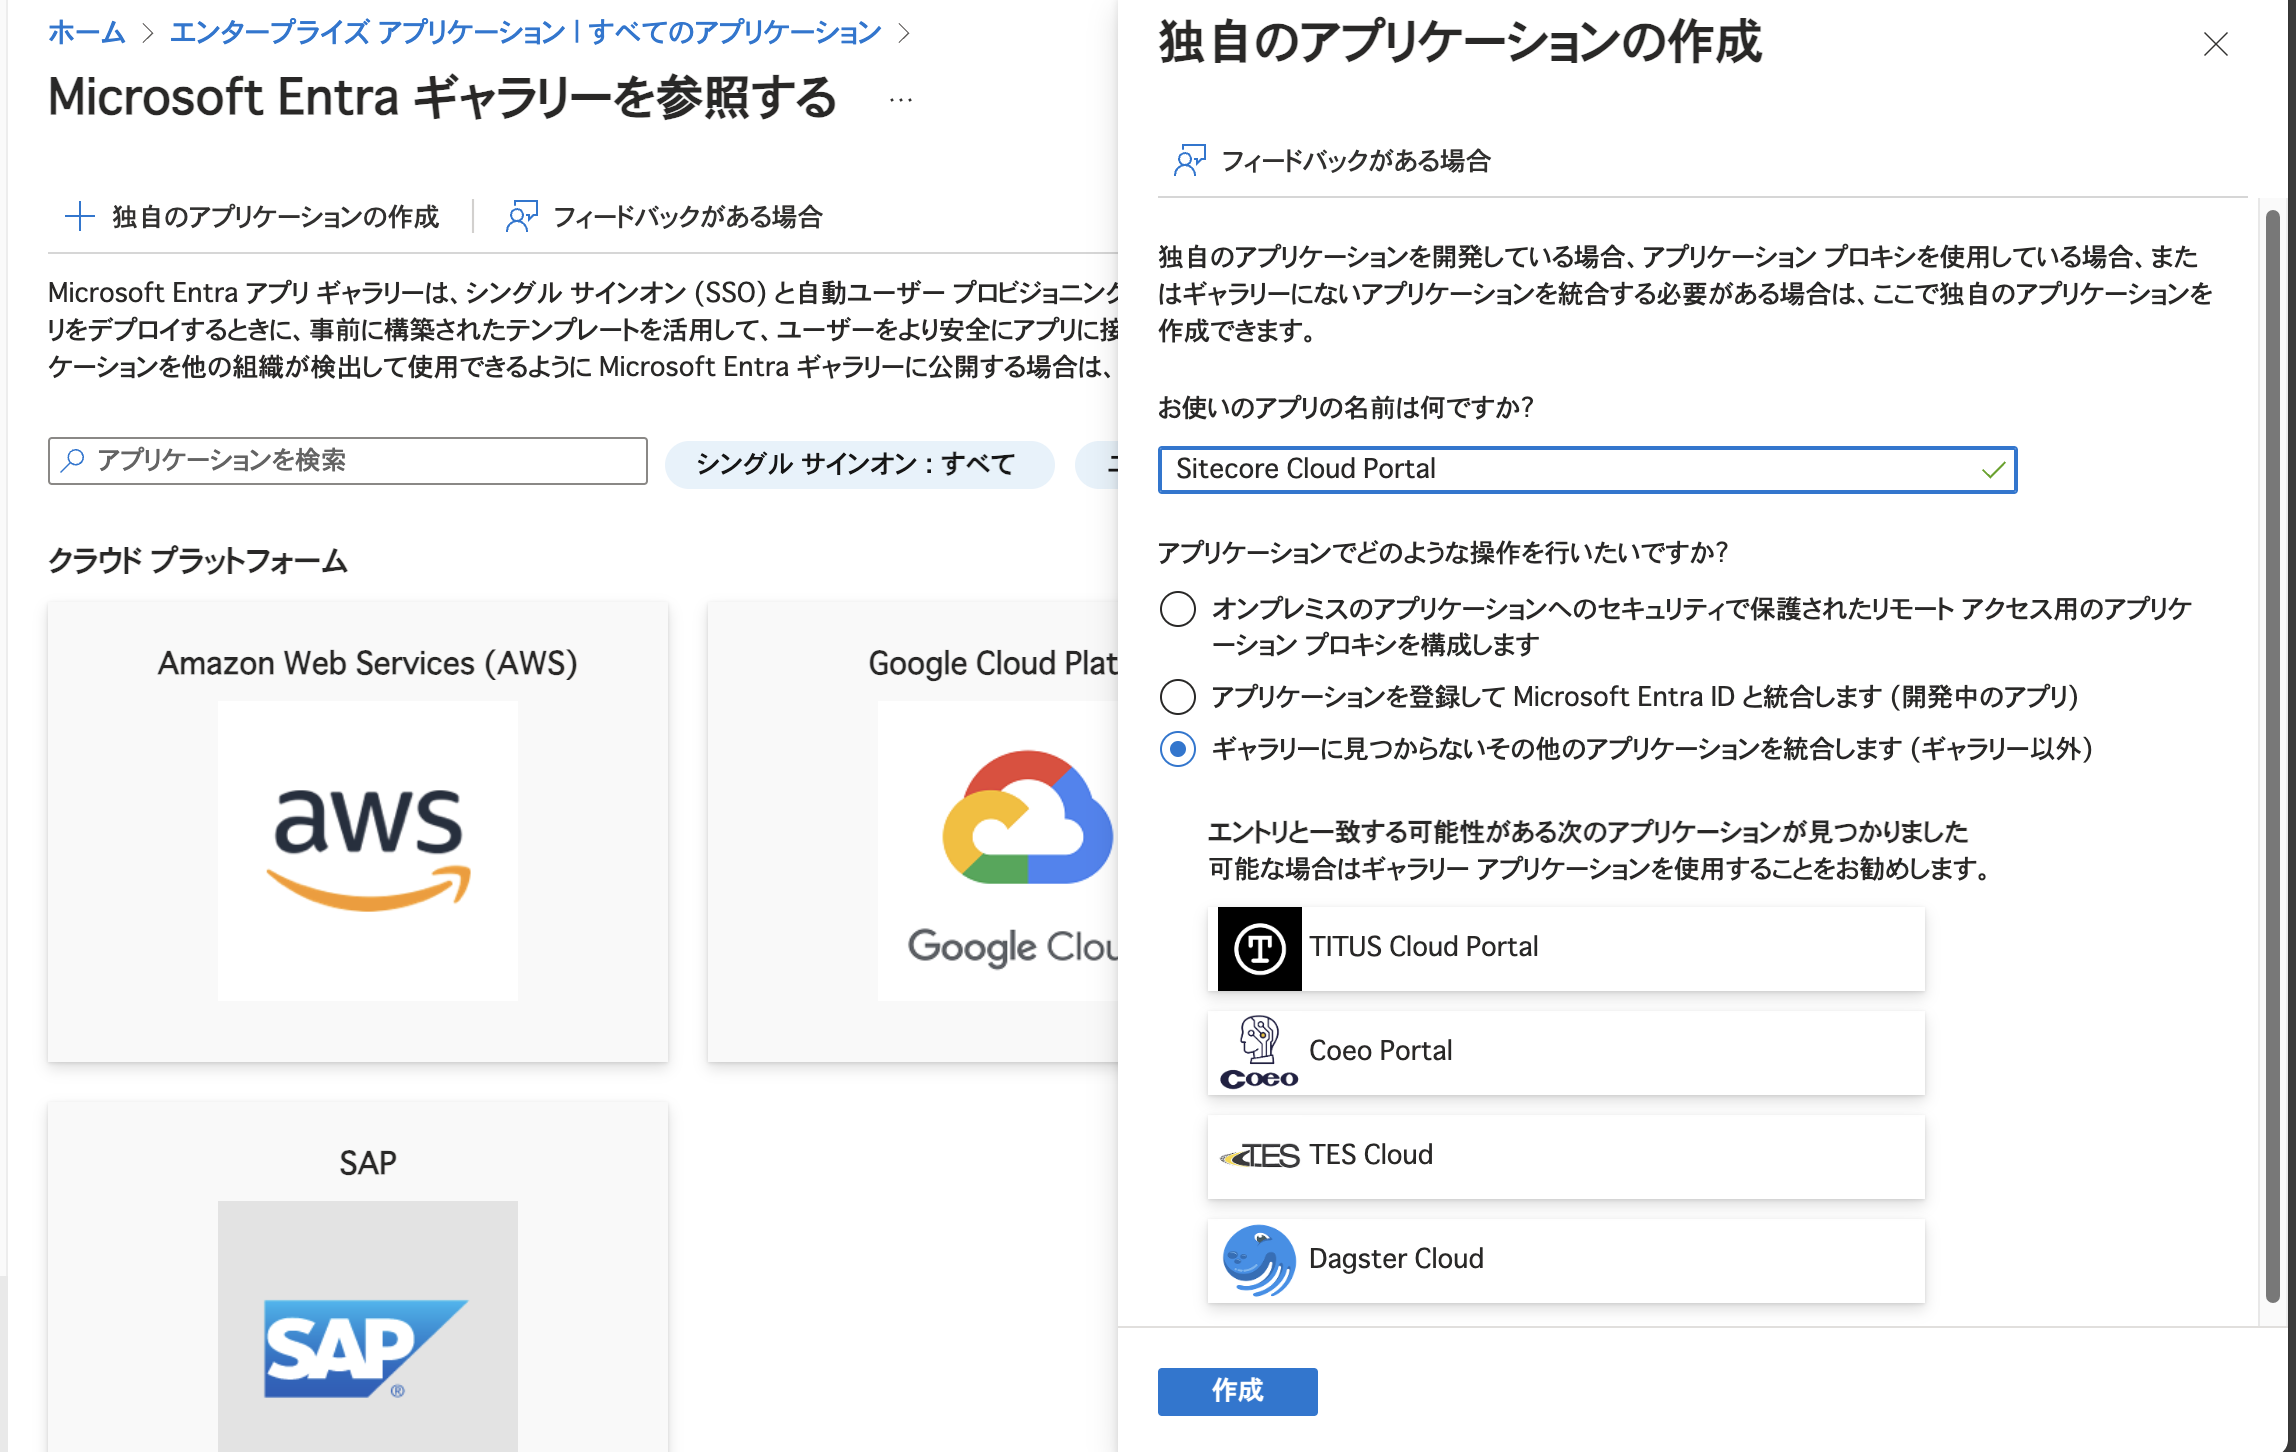 ホーム > エンタープライズ アプリケーション | すべてのアプリケーション >
Microsoft Entra ギャラリーを参照する ...
独自のアプリケーションの作成
フィードバックがある場合
Microsoft Entra アプリ ギャラリーは、シングル サインオン (SSO) と自動ユーザー プロビジョニング
リをデプロイするときに、事前に構築されたテンプレートを活用して、ユーザーをより安全にアプリに接
ケーションを他の組織が検出して使用できるように Microsoft Entra ギャラリーに公開する場合は、
アプリケーションを検索
シングル サインオン : すべて
クラウド プラットフォーム
Amazon Web Services (AWS)
aws
Google Cloud Plat
Google Clou
SAP
SAP®
独自のアプリケーションの作成
フィードバックがある場合
独自のアプリケーションを開発している場合、アプリケーション プロキシを使用している場合、また
はギャラリーにないアプリケーションを統合する必要がある場合は、ここで独自のアプリケーションを
作成できます。
お使いのアプリの名前は何ですか?
Sitecore Cloud Portal
アプリケーションでどのような操作を行いたいですか?
オンプレミスのアプリケーションへのセキュリティで保護されたリモート アクセス用のアプリケ
ーション プロキシを構成します
アプリケーションを登録して Microsoft Entra ID と統合します (開発中のアプリ)
ギャラリーに見つからないその他のアプリケーションを統合します (ギャラリー以外)
エントリと一致する可能性がある次のアプリケーションが見つかりました
可能な場合はギャラリー アプリケーションを使用することをお勧めします。
T
TITUS Cloud Portal
Coeo
Coeo Portal
TES
TES Cloud
Dagster Cloud
作成